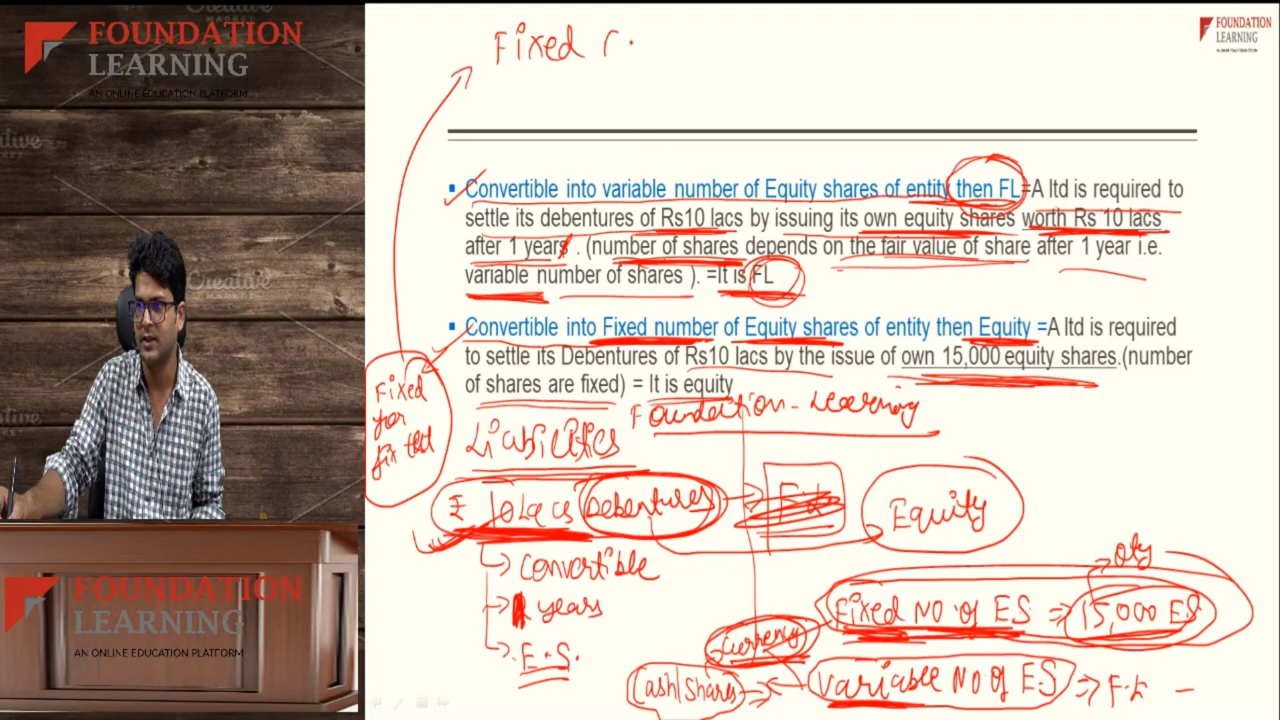 FOUNDATION
LEARNING
AN ONLINE EDUCATION PLATFORM
FOUNDATION
LEARNING
Fixed
▪ Convertible into variable number of Equity shares of entity then FL=A ltd is required to
settle its debentures of Rs10 lacs by issuing its own equity shares worth Rs 10 lacs
after 1 years . (number of shares depends on the fair value of share after 1 year i.e.
variable number of shares ). =It is FL
▪ Convertible into Fixed number of Equity shares of entity then Equity =A ltd is required
to settle its Debentures of Rs10 lacs by the issue of own 15,000 equity shares.(number
of shares are fixed) = It is equity
Fixed
for
fix
Foundation-Learning
Liabilities
₹ 10 Lacs Debentures
Equity
Convertible
1 years
E.S.
Qty
Fixed No of ES ⇒ 15,000 ES
Currency
Cash/Shares
Variable No of ES ⇒ F.L
FOUNDATION
LEARNING
AN ONLINE EDUCATION PLATFORM